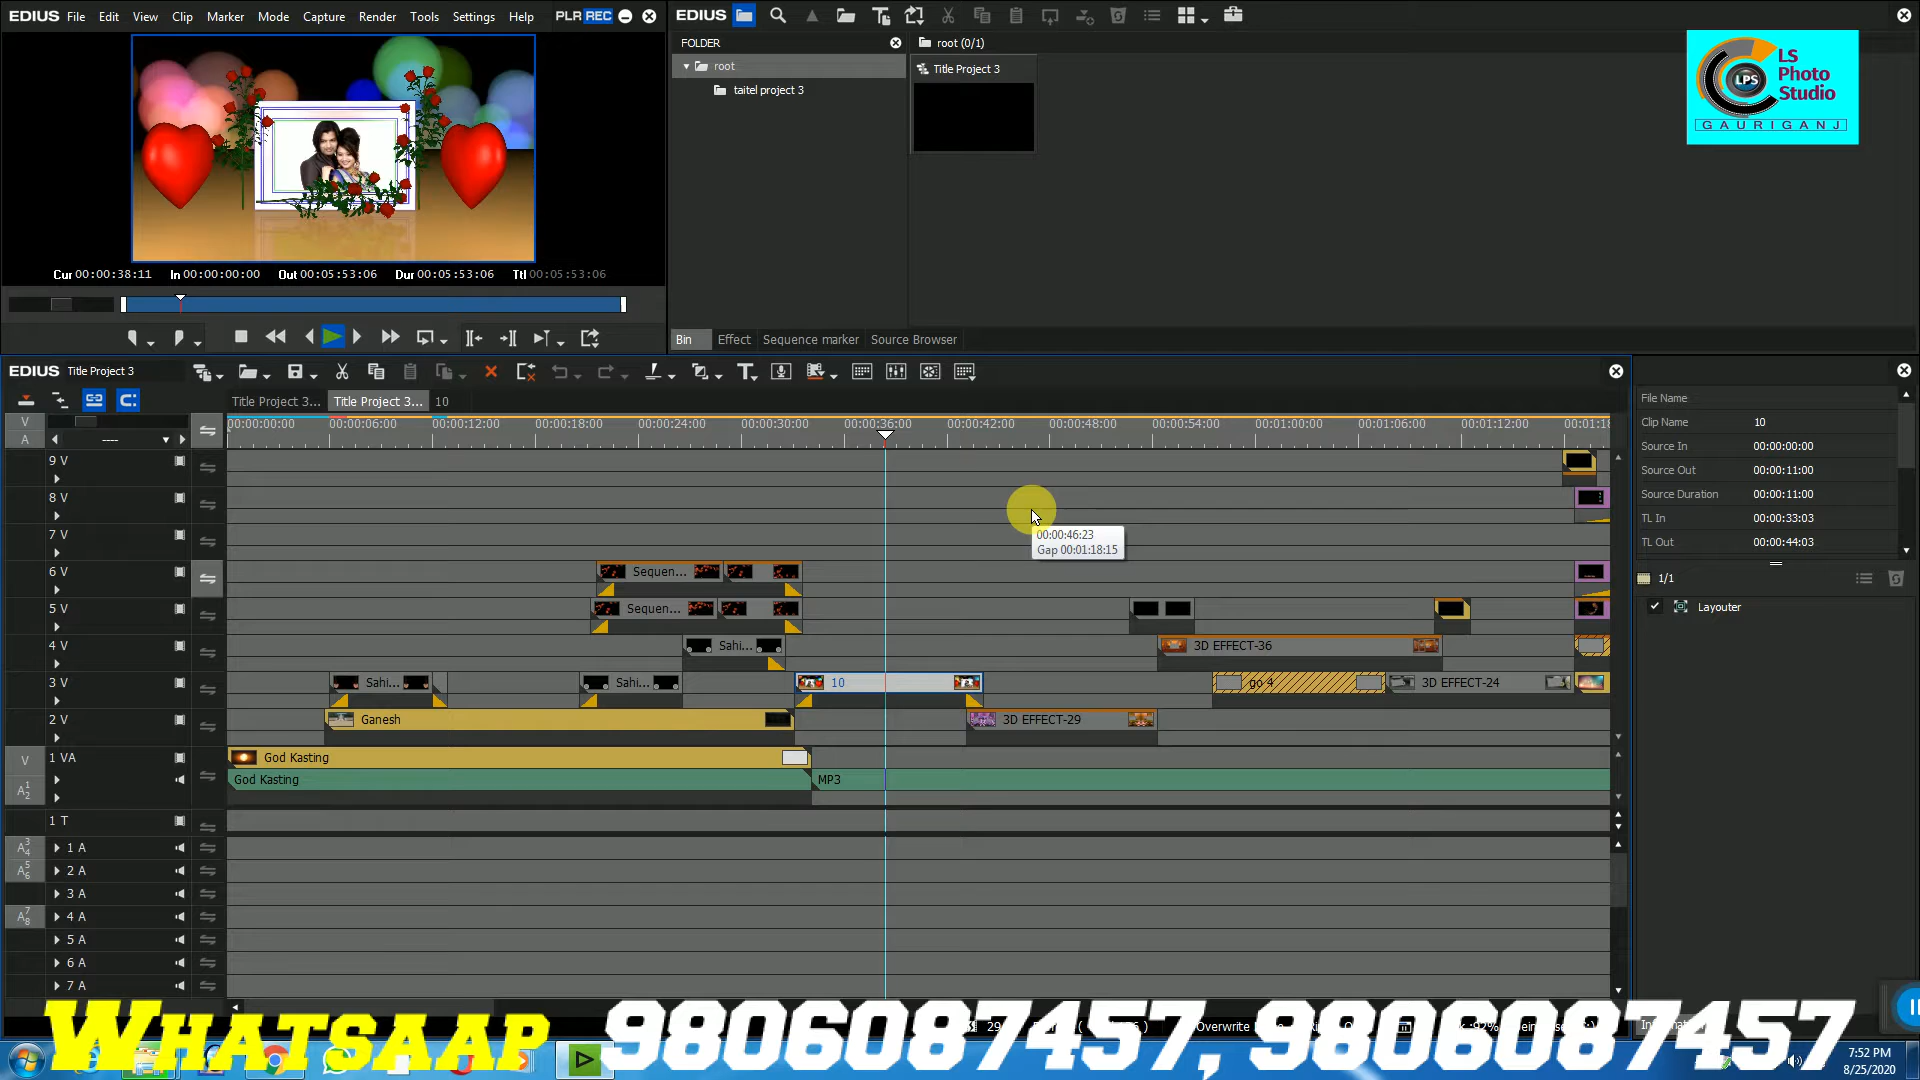 EDIUS File Edit View Clip Marker Mode Capture Render Tools Settings Help PLR REC
EDIUS
FOLDER
root (0/1)
root
Title Project 3
taitel project 3
LS
Photo
Studio
LPS
GAURIGANJ
Cur 00:00:38:11 In 00:00:00:00 Out 00:05:53:06 Dur 00:05:53:06 Ttl 00:05:53:06
Bin Effect Sequence marker Source Browser
EDIUS Title Project 3
Title Project 3... Title Project 3... 10
00:00:00:00 00:00:06:00 00:00:12:00 00:00:18:00 00:00:24:00 00:00:30:00 00:00:36:00 00:00:42:00 00:00:48:00 00:00:54:00 00:01:00:00 00:01:06:00 00:01:12:00 00:01:18
V
A ----
9 V
8 V
7 V
00:00:46:23
Gap 00:01:18:15
6 V Sequen...
5 V Sequen...
4 V Sahi... 3D EFFECT-36
3 V Sahi... Sahi... 10 go 4 3D EFFECT-24
2 V Ganesh 3D EFFECT-29
V 1 VA God Kasting
A 1 2 God Kasting MP3
1 T
A 3 4 1 A
A 5 6 2 A
3 A
A 7 8 4 A
5 A
6 A
7 A
File Name
Clip Name 10
Source In 00:00:00:00
Source Out 00:00:11:00
Source Duration 00:00:11:00
TL In 00:00:33:03
TL Out 00:00:44:03
1/1
Layouter
WHATSAAP 9806087457, 9806087457
7:52 PM
8/25/2020